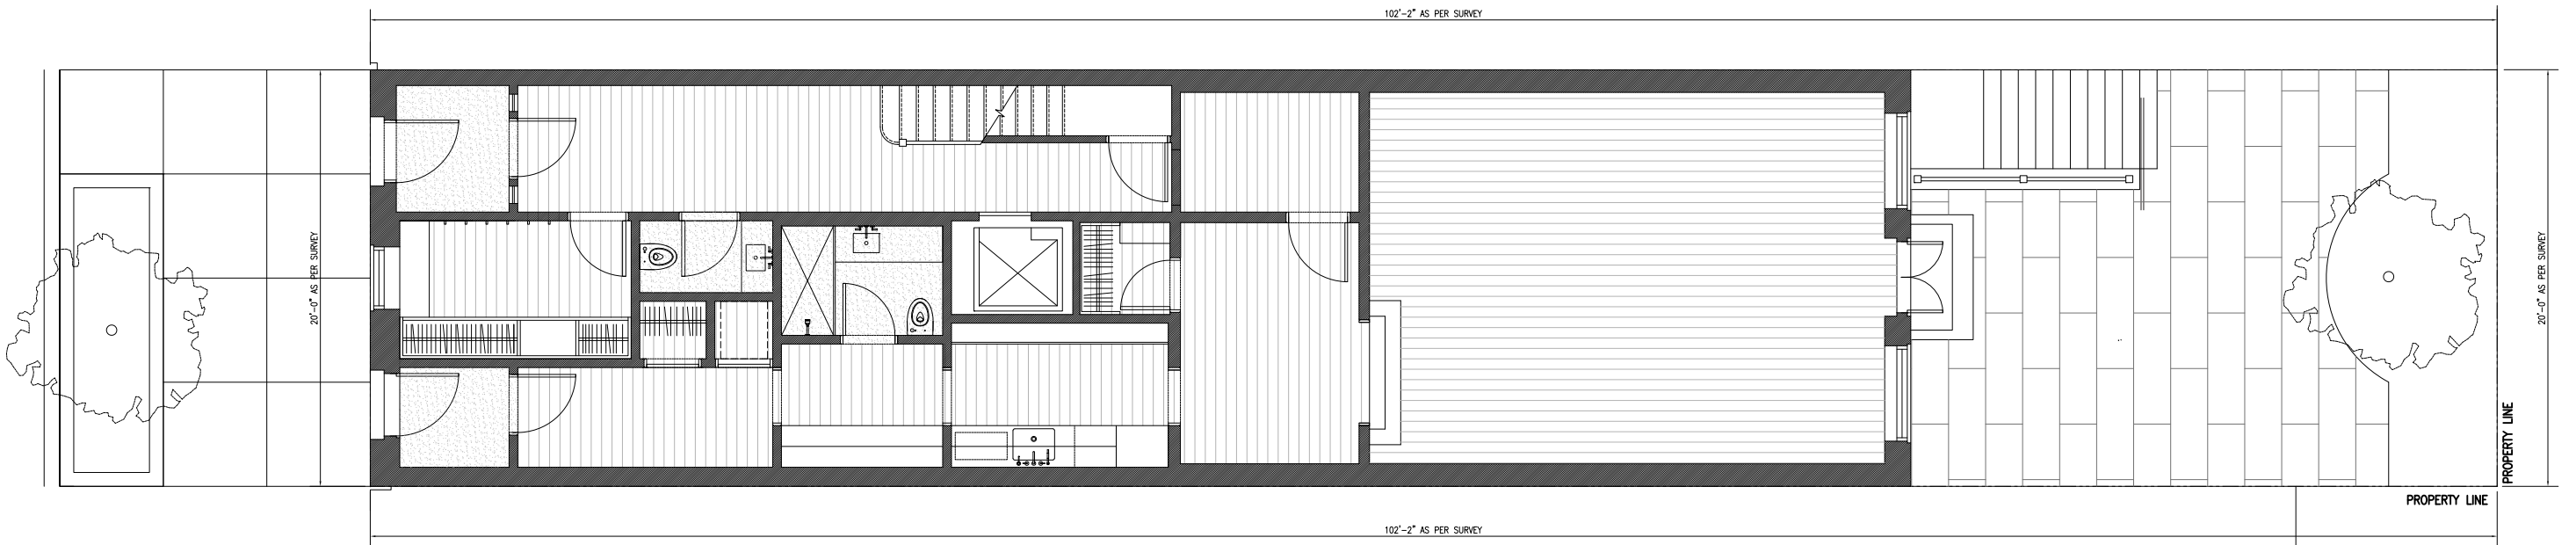 102'-2" AS PER SURVEY
20'-0" AS PER SURVEY
20'-0" AS PER SURVEY
PROPERTY LINE
PROPERTY LINE
102'-2" AS PER SURVEY